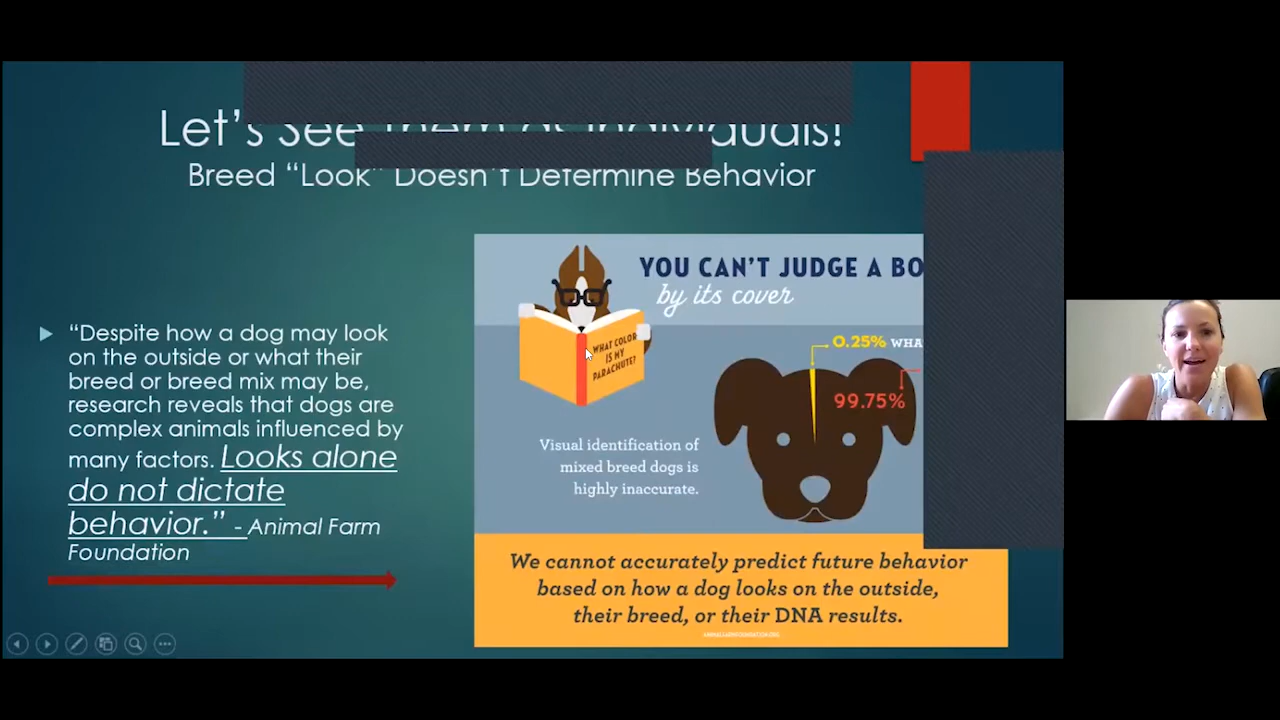 Let's See Them as Individuals!
Breed “Look” Doesn't Determine Behavior
“Despite how a dog may look
on the outside or what their
breed or breed mix may be,
research reveals that dogs are
complex animals influenced by
many factors. Looks alone
do not dictate
behavior.” - Animal Farm
Foundation
YOU CAN'T JUDGE A BO
by its cover
WHAT COLOR
IS MY
PARACHUTE?
0.25% WHA
99.75%
Visual identification of
mixed breed dogs is
highly inaccurate.
We cannot accurately predict future behavior
based on how a dog looks on the outside,
their breed, or their DNA results.
ANIMALFARMFOUNDATION.ORG